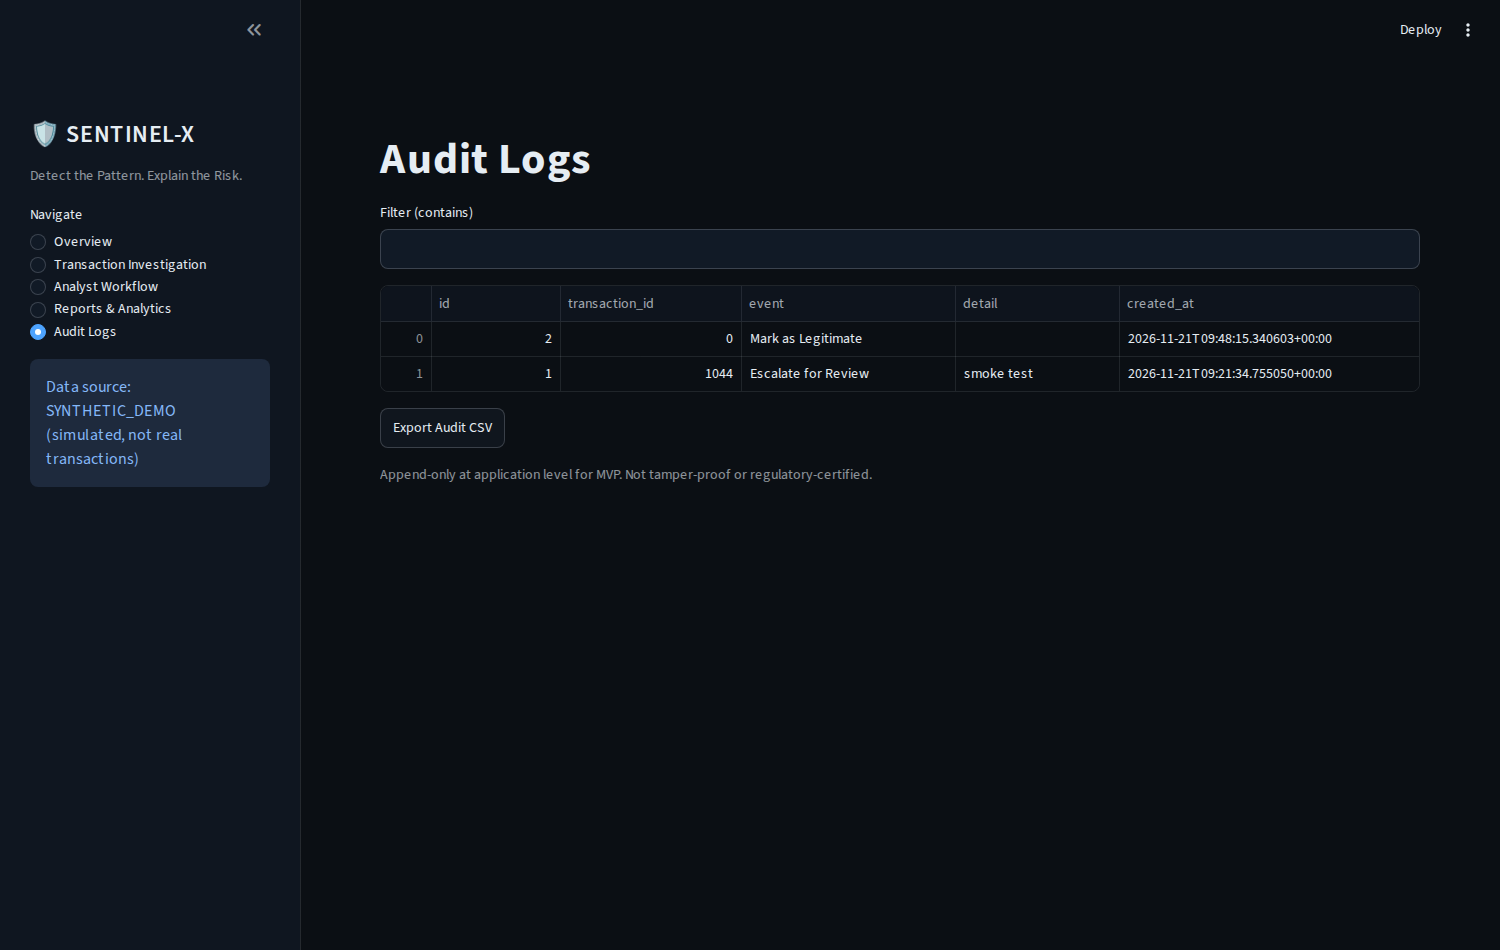 Deploy
SENTINEL-X
Detect the Pattern. Explain the Risk.
Navigate
Overview
Transaction Investigation
Analyst Workflow
Reports & Analytics
Audit Logs
Data source:
SYNTHETIC_DEMO
(simulated, not real
transactions)
Audit Logs
Filter (contains)
id transaction_id event detail created_at
0 2 0 Mark as Legitimate 2026-11-21T09:48:15.340603+00:00
1 1 1044 Escalate for Review smoke test 2026-11-21T09:21:34.755050+00:00
Export Audit CSV
Append-only at application level for MVP. Not tamper-proof or regulatory-certified.